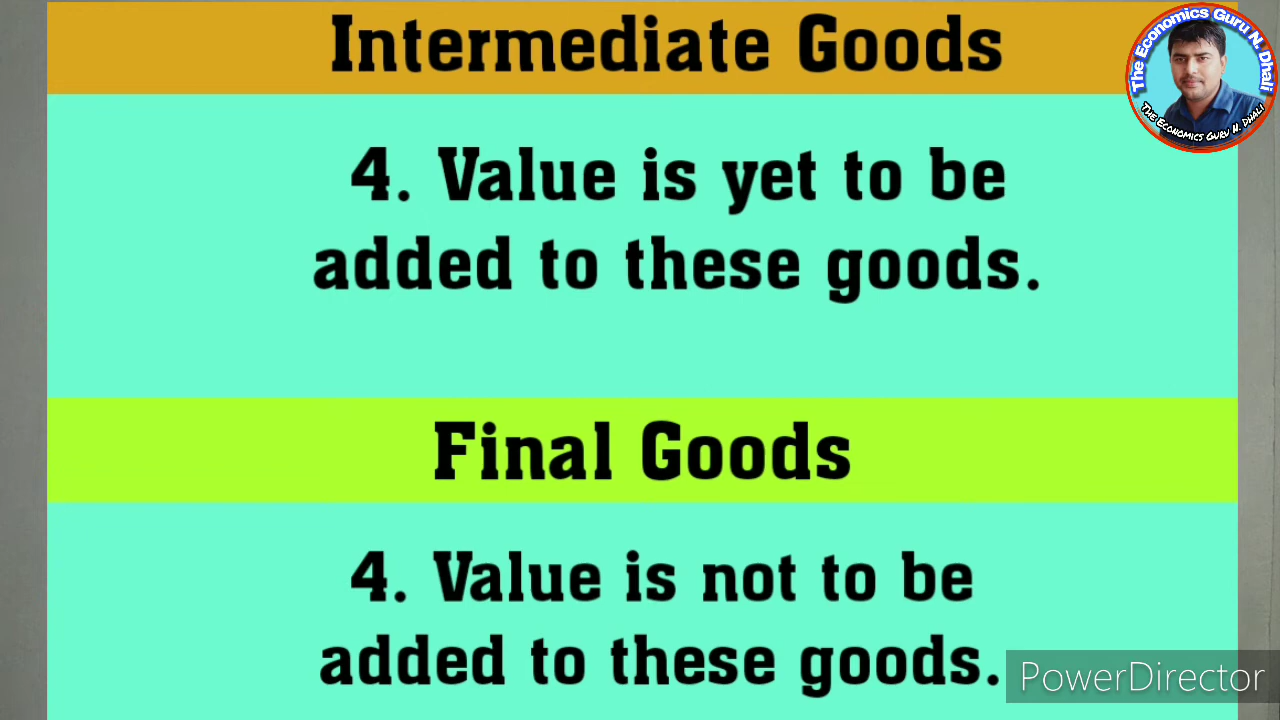 Intermediate Goods
The Economics Guru N. Dhali
The Economics Guru N. Dhali
4. Value is yet to be
added to these goods.
Final Goods
4. Value is not to be
added to these goods.
PowerDirector